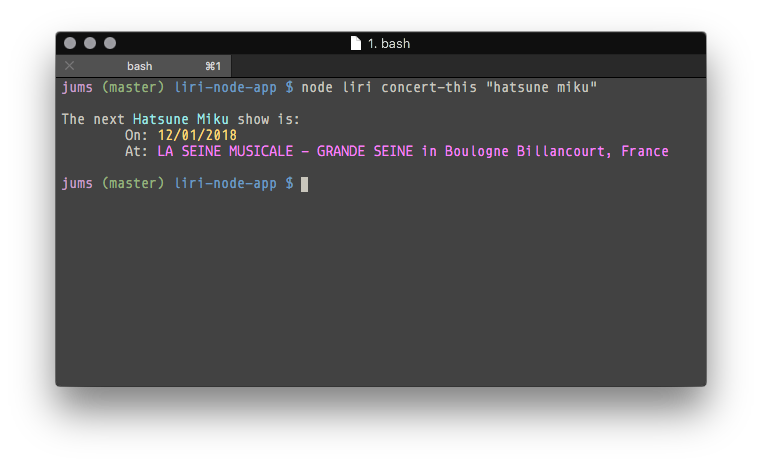 1. bash
bash ⌘1
jums (master) liri-node-app $ node liri concert-this "hatsune miku"
The next Hatsune Miku show is:
On: 12/01/2018
At: LA SEINE MUSICALE – GRANDE SEINE in Boulogne Billancourt, France
jums (master) liri-node-app $